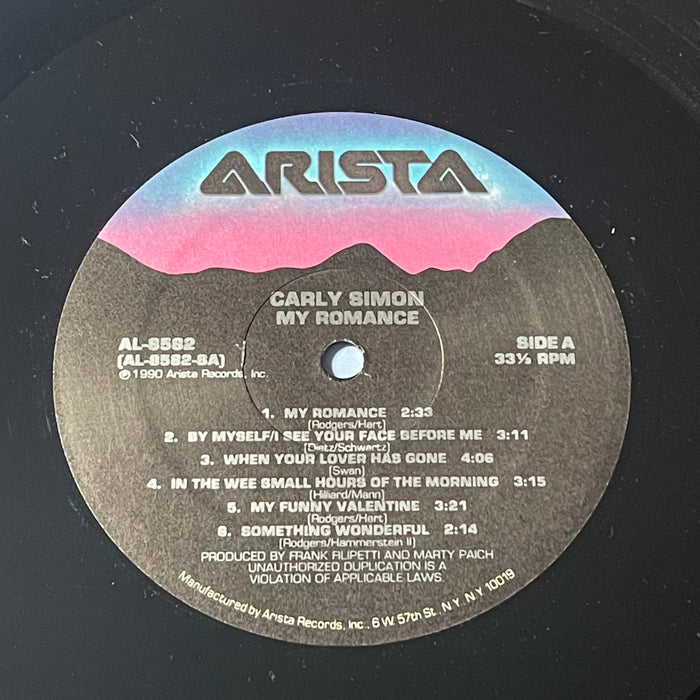 ARISTA
CARLY SIMON
MY ROMANCE
AL-8582
(AL-8582-SA)
℗ 1990 Arista Records, Inc.
SIDE A
33⅓ RPM
1. MY ROMANCE 2:33
(Rodgers/Hart)
2. BY MYSELF/I SEE YOUR FACE BEFORE ME 3:11
(Dietz/Schwartz)
3. WHEN YOUR LOVER HAS GONE 4:06
(Swan)
4. IN THE WEE SMALL HOURS OF THE MORNING 3:15
(Hilliard/Mann)
5. MY FUNNY VALENTINE 3:21
(Rodgers/Hart)
6. SOMETHING WONDERFUL 2:14
(Rodgers/Hammerstein II)
PRODUCED BY FRANK FILIPETTI AND MARTY PAICH
UNAUTHORIZED DUPLICATION IS A
VIOLATION OF APPLICABLE LAWS.
Manufactured by Arista Records, Inc., 6 W. 57th St. N.Y. N.Y 10019